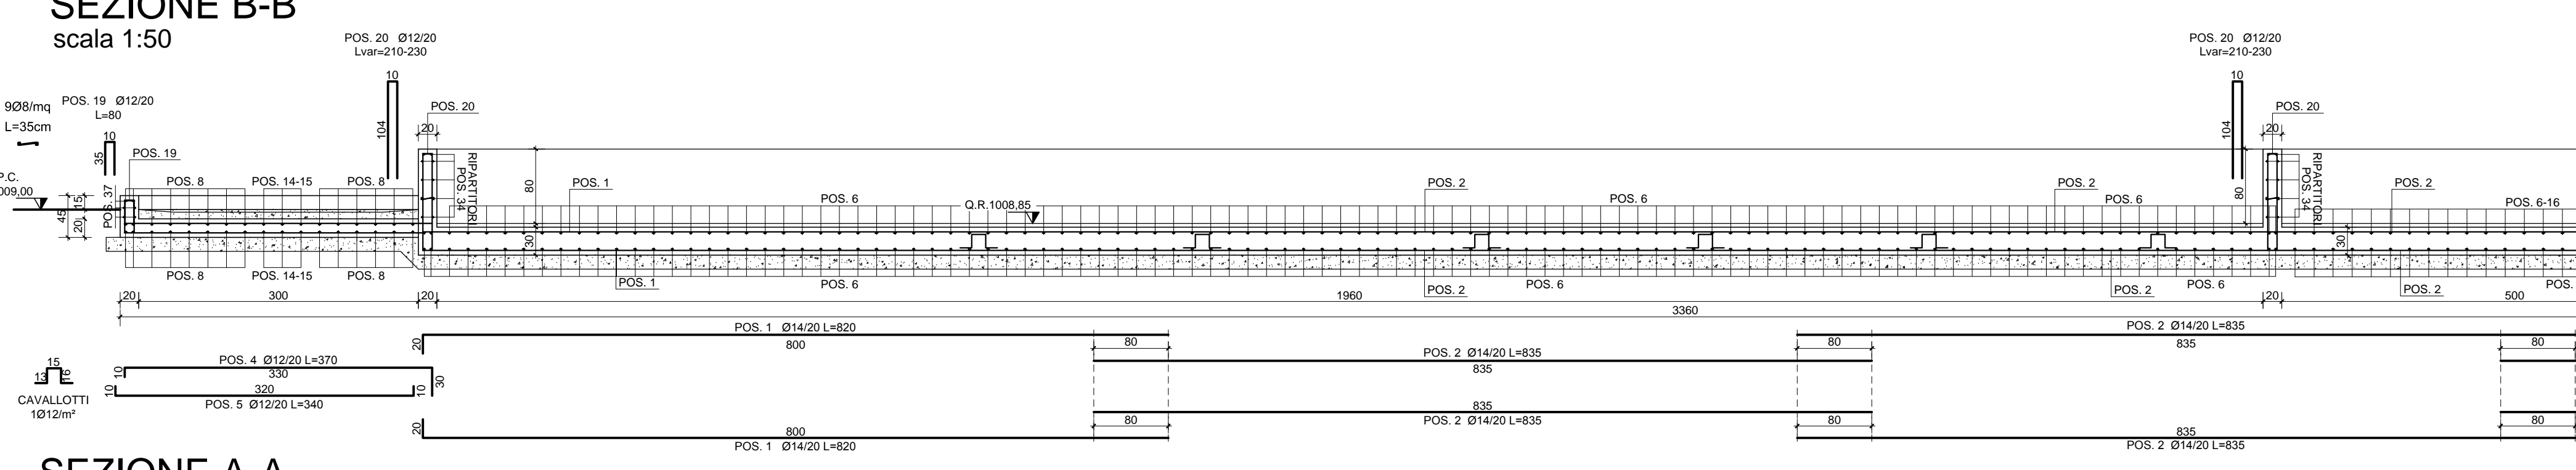 SEZIONE B-B
scala 1:50
POS. 20 Ø12/20
Lvar=210-230
10
104
POS. 20
20
9Ø8/mq
L=35cm
POS. 19 Ø12/20
L=80
10
35
POS. 19
009,00
45
15
20
POS. 37
POS. 8
POS. 14-15
POS. 8
RIPARTITORI
POS. 34
80
30
POS. 1
POS. 6
Q.R.1008,85
POS. 2
POS. 6
POS. 2
POS. 6
POS. 20 Ø12/20
Lvar=210-230
10
104
POS. 20
20
80
RIPARTITORI
POS. 34
POS. 2
POS. 6-16
30
POS. 8
POS. 14-15
POS. 8
POS. 1
POS. 6
POS. 2
POS. 6
POS. 2
POS. 6
POS. 2
POS.
20
300
20
1960
20
500
3360
POS. 1 Ø14/20 L=820
20
800
80
POS. 2 Ø14/20 L=835
835
80
POS. 2 Ø14/20 L=835
835
80
15
13
16
CAVALLOTTI
1Ø12/m²
POS. 4 Ø12/20 L=370
10
330
30
10
320
10
POS. 5 Ø12/20 L=340
20
800
POS. 1 Ø14/20 L=820
80
835
POS. 2 Ø14/20 L=835
80
835
POS. 2 Ø14/20 L=835
80
SEZIONE A-A